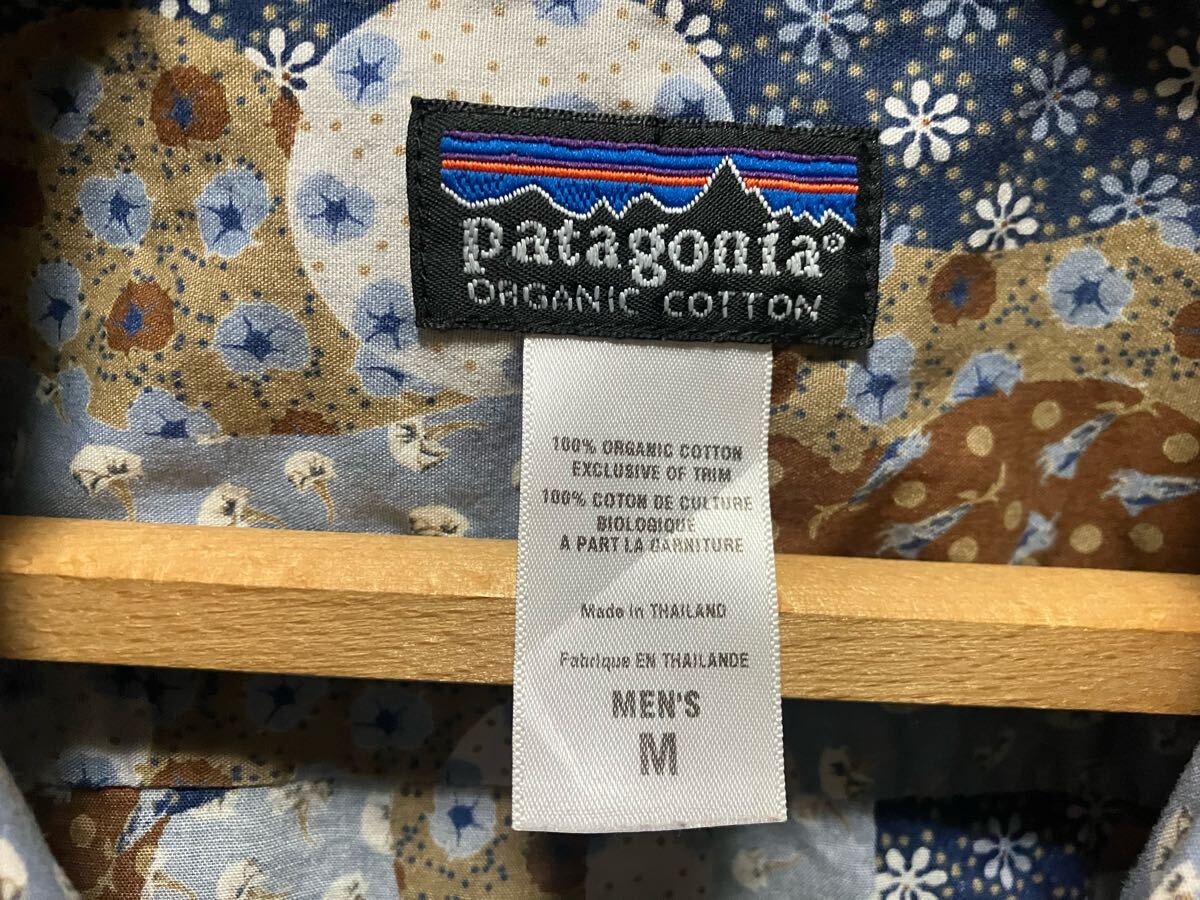 patagonia®
ORGANIC COTTON
100% ORGANIC COTTON
EXCLUSIVE OF TRIM
100% COTON DE CULTURE
BIOLOGIQUE
A PART LA GARNITURE
Made in THAILAND
Fabrique EN THAILANDE
MEN'S
M